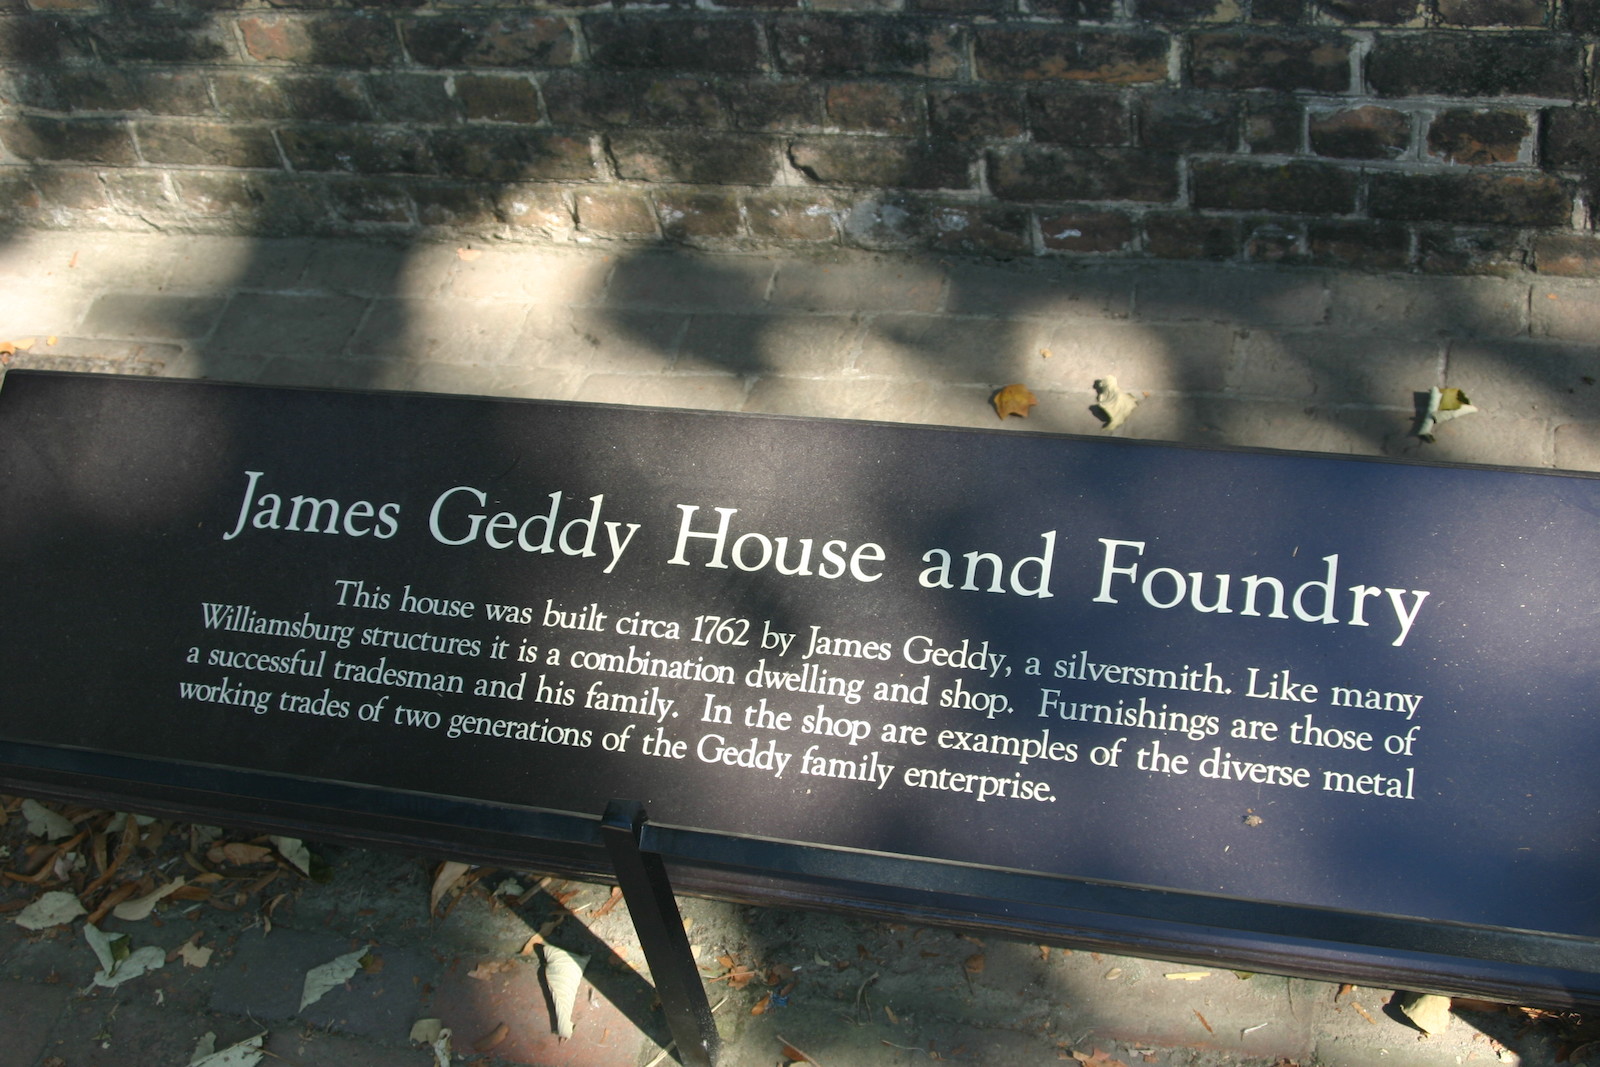 James Geddy House and Foundry
This house was built circa 1762 by James Geddy, a silversmith. Like many
Williamsburg structures it is a combination dwelling and shop. Furnishings are those of
a successful tradesman and his family. In the shop are examples of the diverse metal
working trades of two generations of the Geddy family enterprise.